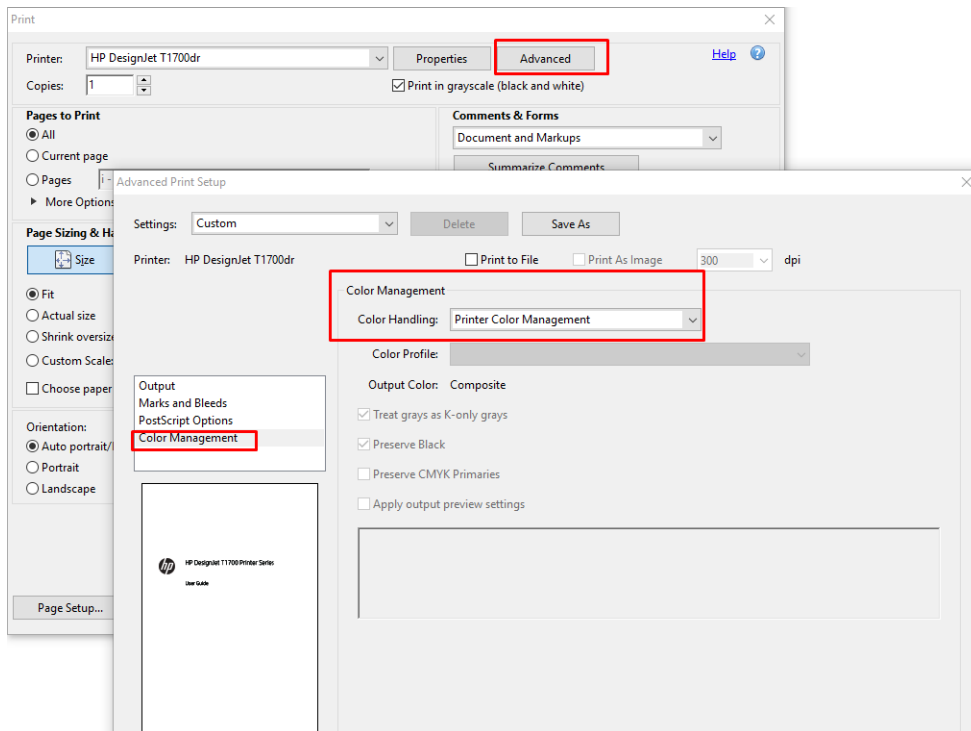 Print
Printer: HP DesignJet T1700dr Properties Advanced Help ?
Copies: 1 Print in grayscale (black and white)
Pages to Print
All
Current page
Pages i -
More Options
Comments & Forms
Document and Markups
Summarize Comments
Page Sizing & Ha
Size
Fit
Actual size
Shrink oversize
Custom Scale:
Choose paper
Orientation:
Auto portrait/l
Portrait
Landscape
Page Setup...
Advanced Print Setup
Settings: Custom Delete Save As
Printer: HP DesignJet T1700dr Print to File Print As Image 300 dpi
Output
Marks and Bleeds
PostScript Options
Color Management
Color Management
Color Handling: Printer Color Management
Color Profile:
Output Color: Composite
Treat grays as K-only grays
Preserve Black
Preserve CMYK Primaries
Apply output preview settings
hp
HP DesignJet T1700 Printer Series
User Guide